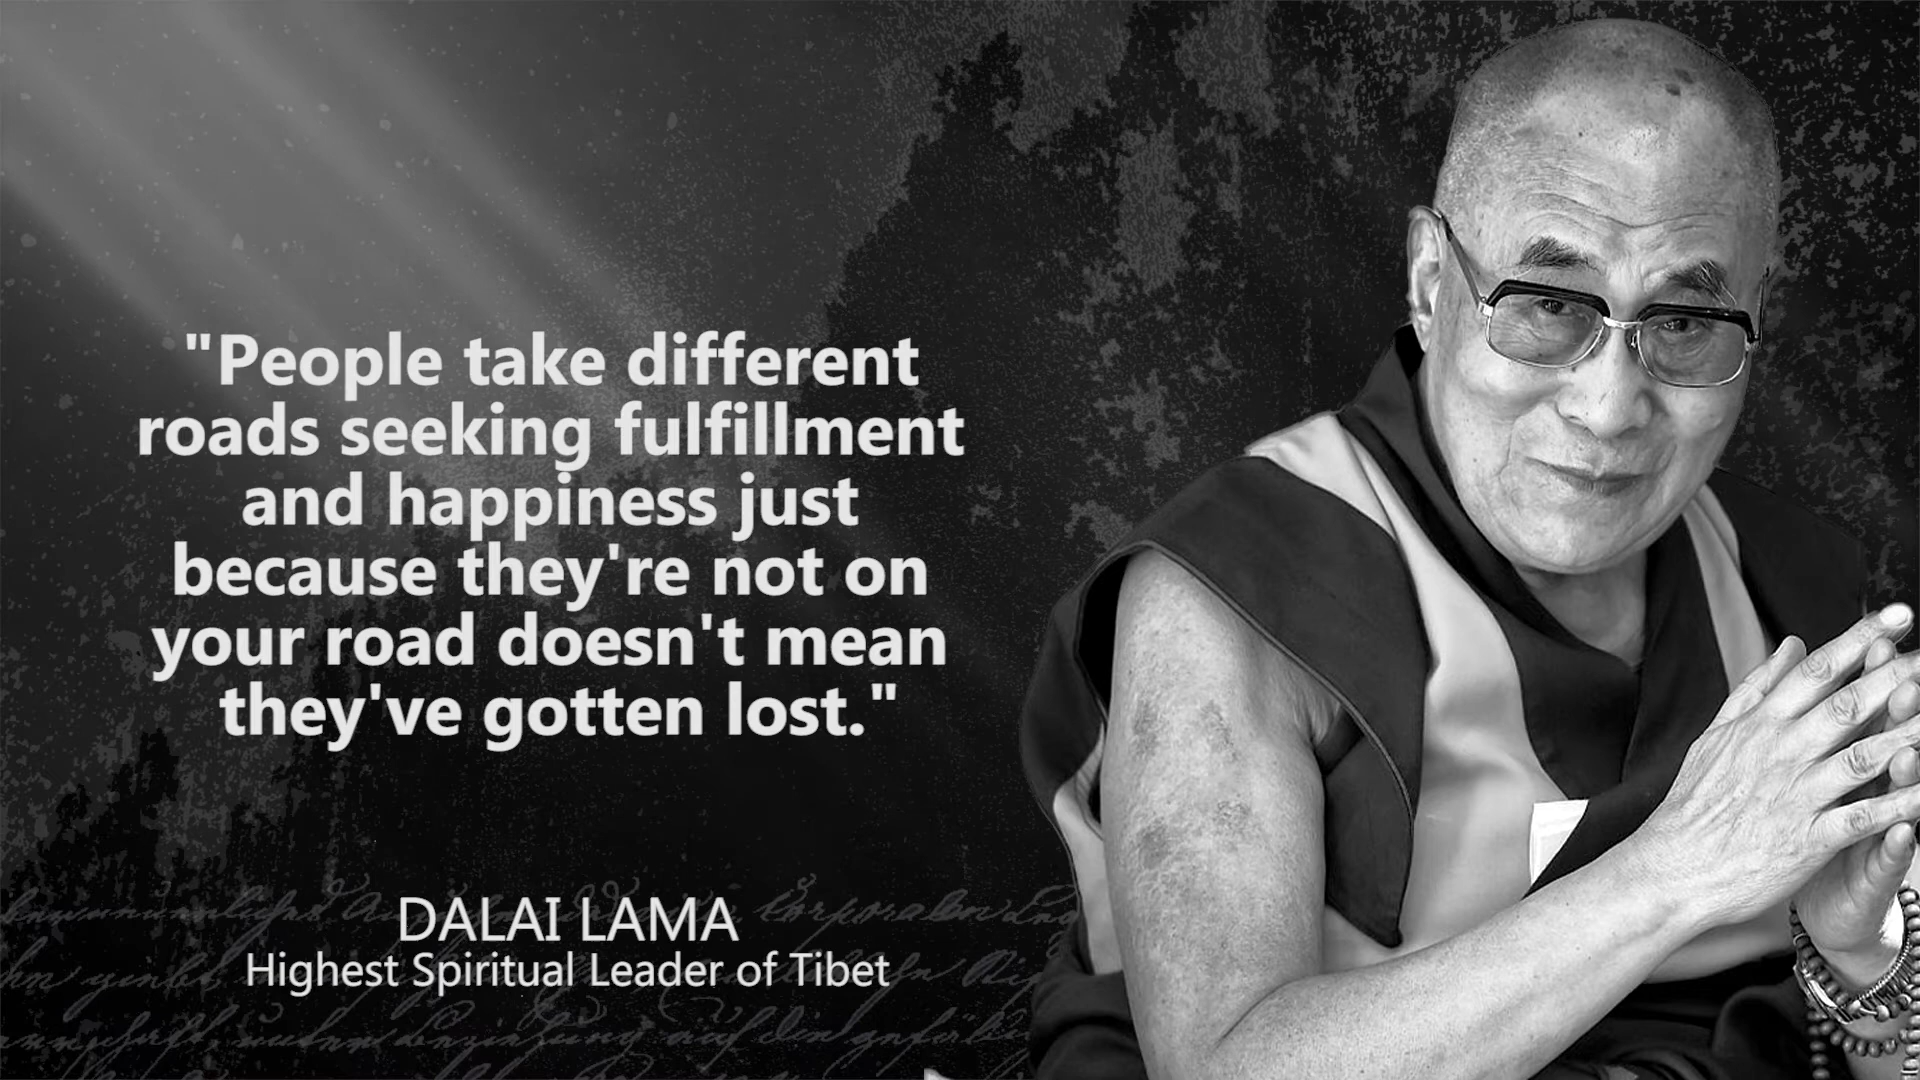 "People take different
roads seeking fulfillment
and happiness just
because they're not on
your road doesn't mean
they've gotten lost."
DALAI LAMA
Highest Spiritual Leader of Tibet